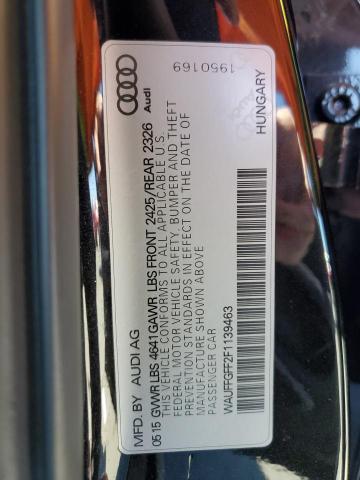 MFD. BY AUDI AG
05 15 GVWR LBS 4641 GAWR LBS FRONT 2425/REAR 2326
THIS VEHICLE CONFORMS TO ALL APPLICABLE U.S.
FEDERAL MOTOR VEHICLE SAFETY, BUMPER AND THEFT
PREVENTION STANDARDS IN EFFECT ON THE DATE OF
MANUFACTURE SHOWN ABOVE
PASSENGER CAR
WAUFFGFF2F1139463
Audi
1950169
HUNGARY